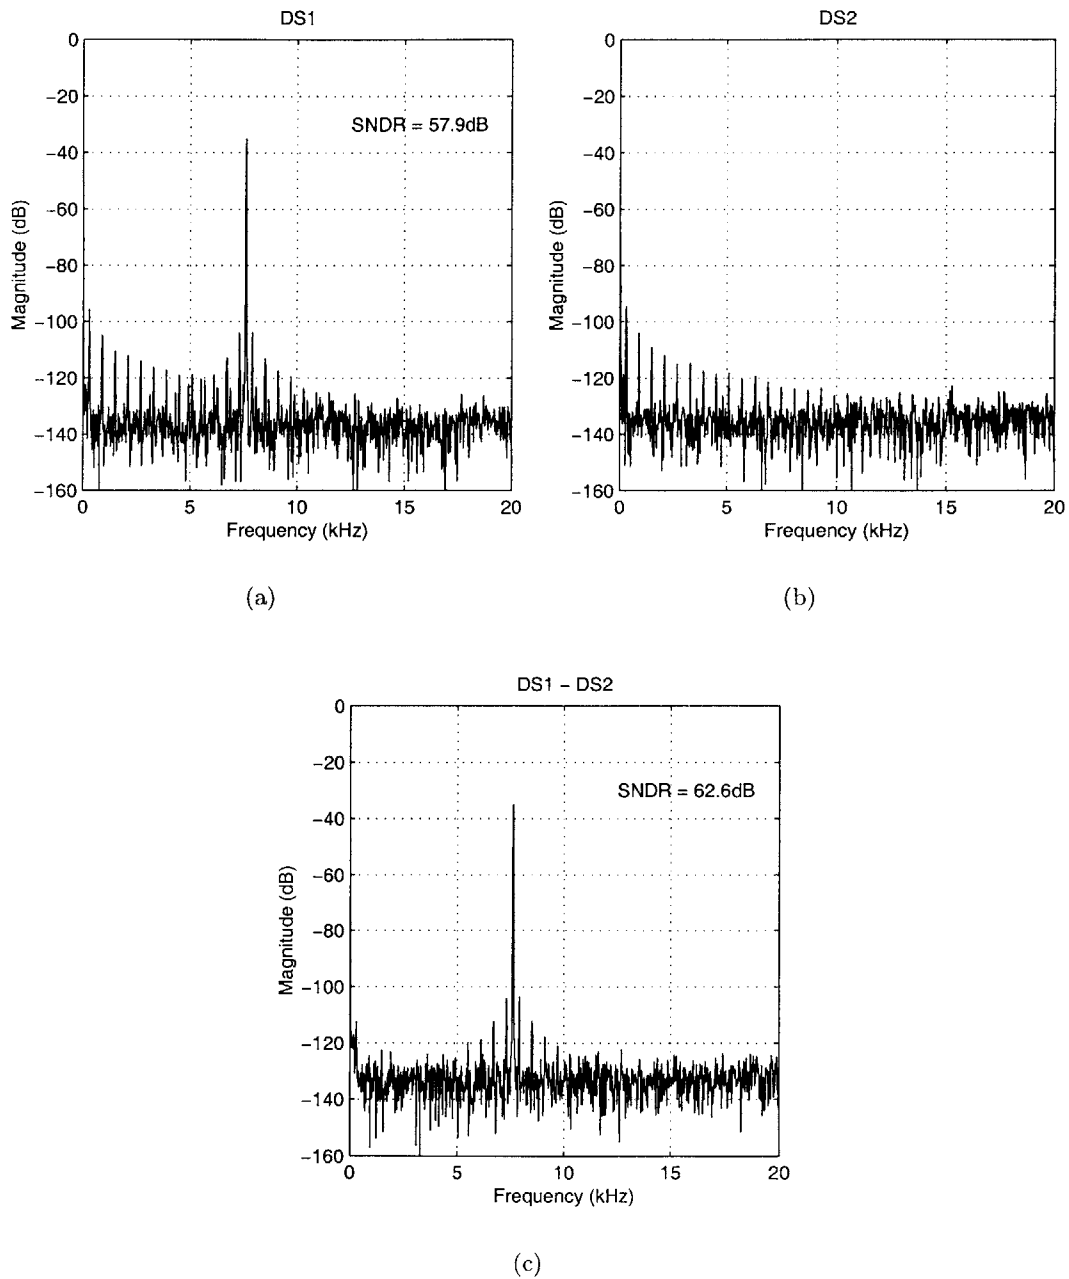 DS1
0
−20
−40
−60
−80
−100
−120
−140
−160
Magnitude (dB)
SNDR = 57.9dB
0 5 10 15 20
Frequency (kHz)
(a)
DS2
0
−20
−40
−60
−80
−100
−120
−140
−160
Magnitude (dB)
0 5 10 15 20
Frequency (kHz)
(b)
DS1 − DS2
0
−20
−40
−60
−80
−100
−120
−140
−160
Magnitude (dB)
SNDR = 62.6dB
0 5 10 15 20
Frequency (kHz)
(c)